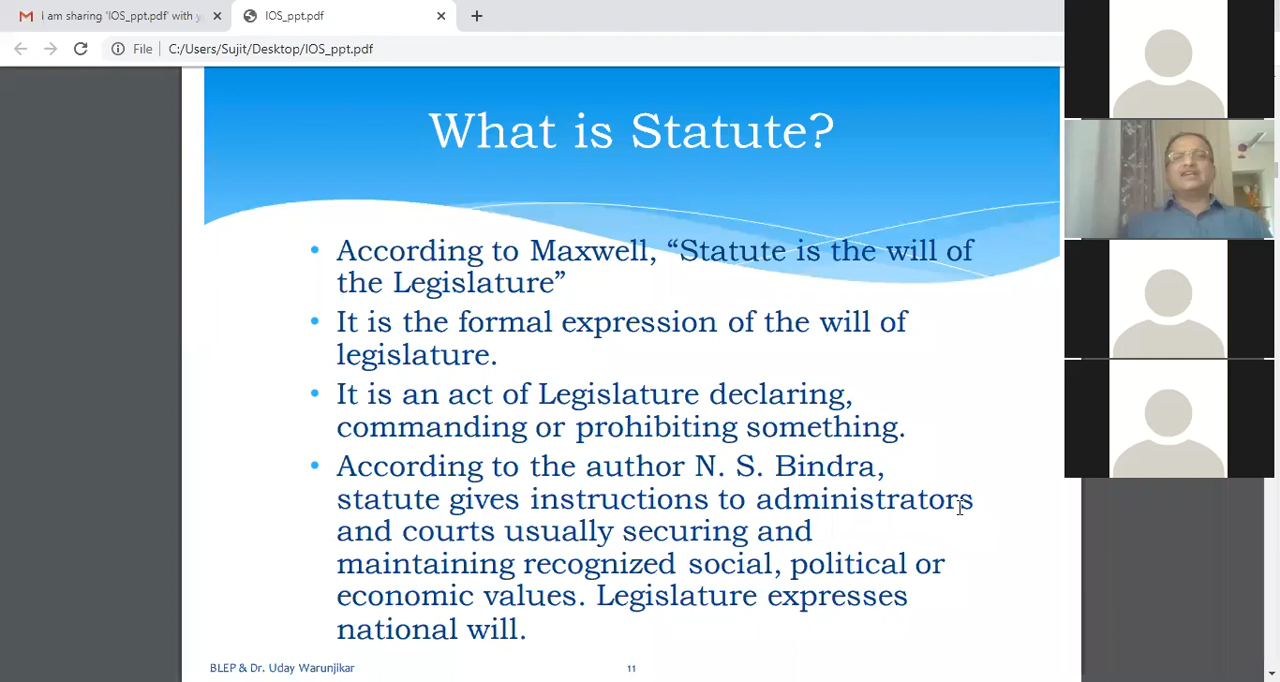 I am sharing 'IOS_ppt.pdf' with
IOS_ppt.pdf
File
C:/Users/Sujit/Desktop/IOS_ppt.pdf
What is Statute?
• According to Maxwell, “Statute is the will of
the Legislature”
• It is the formal expression of the will of
legislature.
• It is an act of Legislature declaring,
commanding or prohibiting something.
• According to the author N. S. Bindra,
statute gives instructions to administrators
and courts usually securing and
maintaining recognized social, political or
economic values. Legislature expresses
national will.
BLEP & Dr. Uday Warunjikar
11